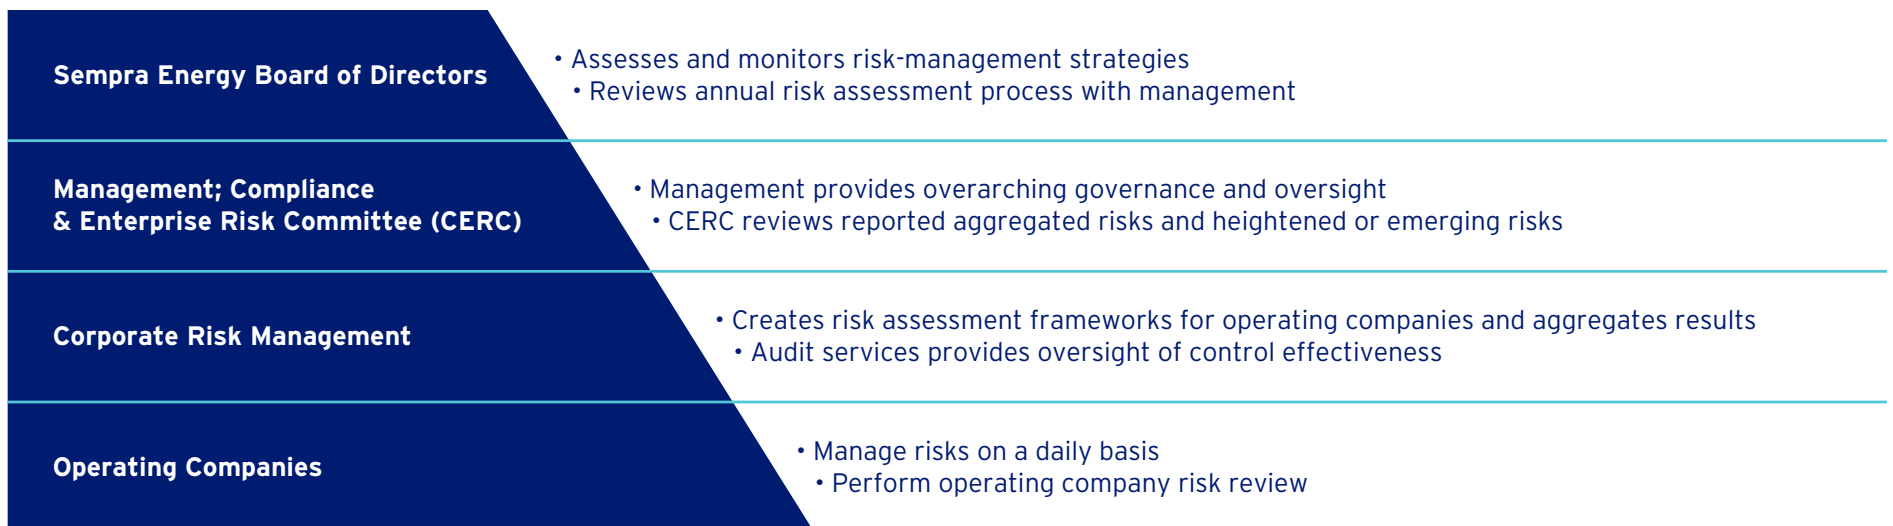 Sempra Energy Board of Directors
• Assesses and monitors risk-management strategies
• Reviews annual risk assessment process with management
Management; Compliance
& Enterprise Risk Committee (CERC)
• Management provides overarching governance and oversight
• CERC reviews reported aggregated risks and heightened or emerging risks
Corporate Risk Management
• Creates risk assessment frameworks for operating companies and aggregates results
• Audit services provides oversight of control effectiveness
Operating Companies
• Manage risks on a daily basis
• Perform operating company risk review